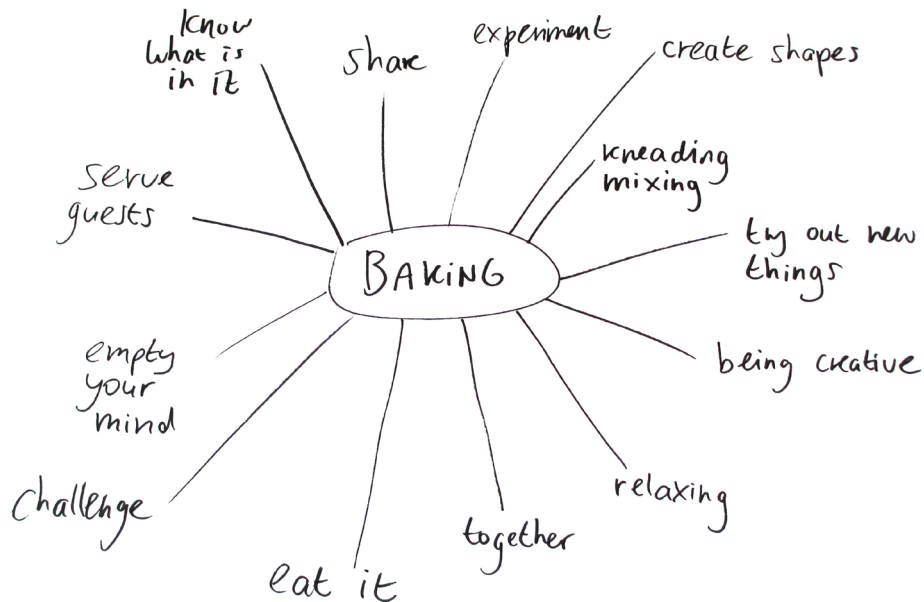 know
what is
in it
share
experiment
create shapes
kneading
mixing
try out new
things
being creative
relaxing
together
eat it
challenge
empty
your
mind
serve
guests
BAKING